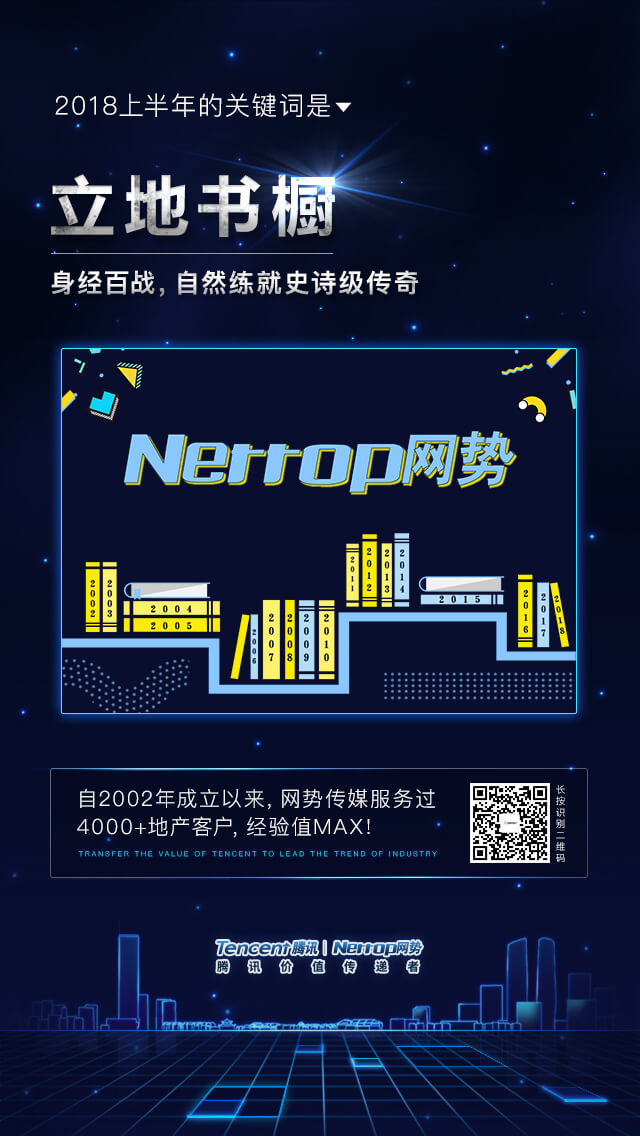 2018上半年的关键词是
立地书橱
身经百战，自然练就史诗级传奇
Nerrop网势
2002
2003
2004
2005
2006
2007
2008
2009
2010
2011
2012
2013
2014
2015
2016
2017
2018
自2002年成立以来，网势传媒服务过
4000+地产客户，经验值MAX!
TRANSFER THE VALUE OF TENCENT TO LEAD THE TREND OF INDUSTRY
长按识别二维码
Tencent腾讯 | Nerrop网势
腾讯价值传递者